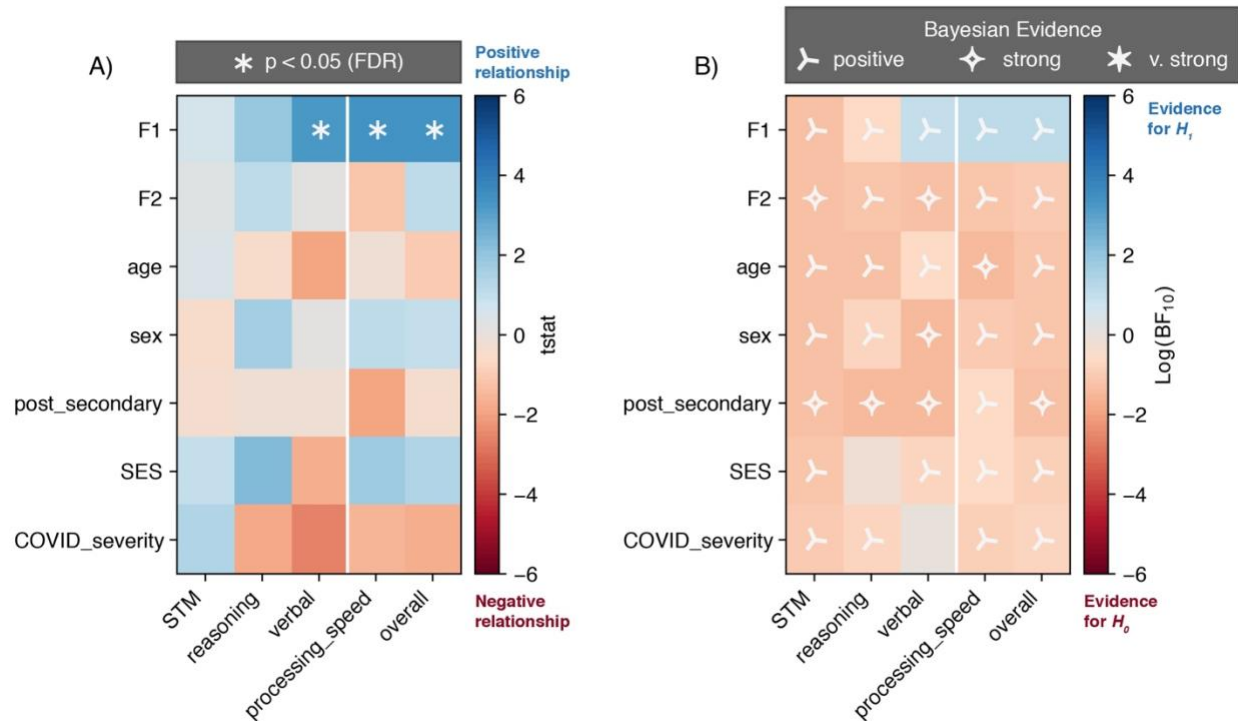 A)
* p < 0.05 (FDR)
Positive
relationship
F1
F2
age
sex
post_secondary
SES
COVID_severity
STM
reasoning
verbal
processing_speed
overall
6
4
2
0
−2
−4
−6
tstat
Negative
relationship
B)
Bayesian Evidence
positive strong v. strong
Evidence
for H₁
F1
F2
age
sex
post_secondary
SES
COVID_severity
STM
reasoning
verbal
processing_speed
overall
6
4
2
0
−2
−4
−6
Log(BF₁₀)
Evidence
for H₀